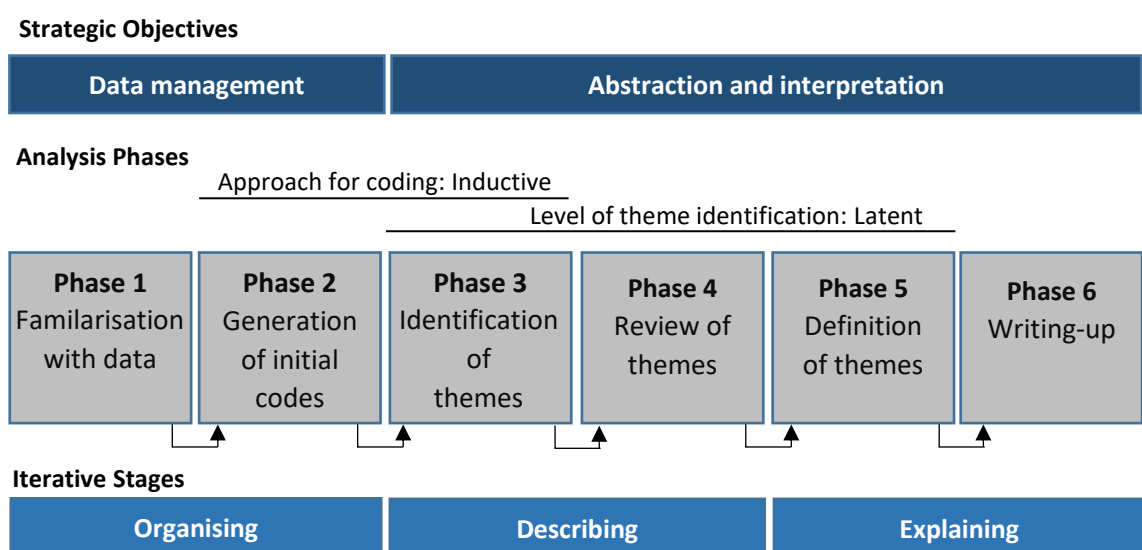 Strategic Objectives
Data management
Abstraction and interpretation
Analysis Phases
Approach for coding: Inductive
Level of theme identification: Latent
Phase 1
Familarisation
with data
Phase 2
Generation
of initial
codes
Phase 3
Identification
of
themes
Phase 4
Review of
themes
Phase 5
Definition
of themes
Phase 6
Writing-up
Iterative Stages
Organising
Describing
Explaining